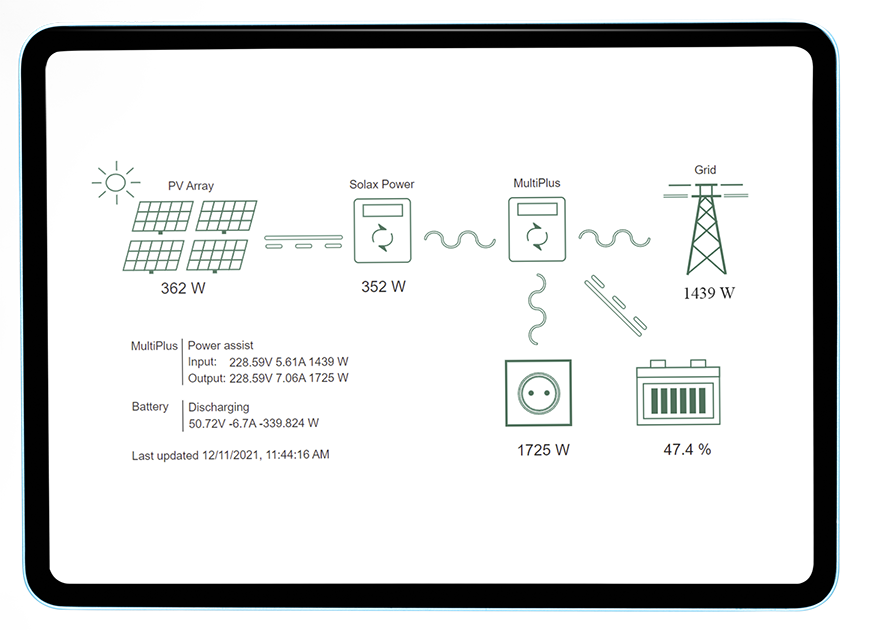 PV Array
Solax Power
MultiPlus
Grid
362 W
352 W
1439 W
MultiPlus
Power assist
Input: 228.59V 5.61A 1439 W
Output: 228.59V 7.06A 1725 W
Battery
Discharging
50.72V -6.7A -339.824 W
Last updated 12/11/2021, 11:44:16 AM
1725 W
47.4 %